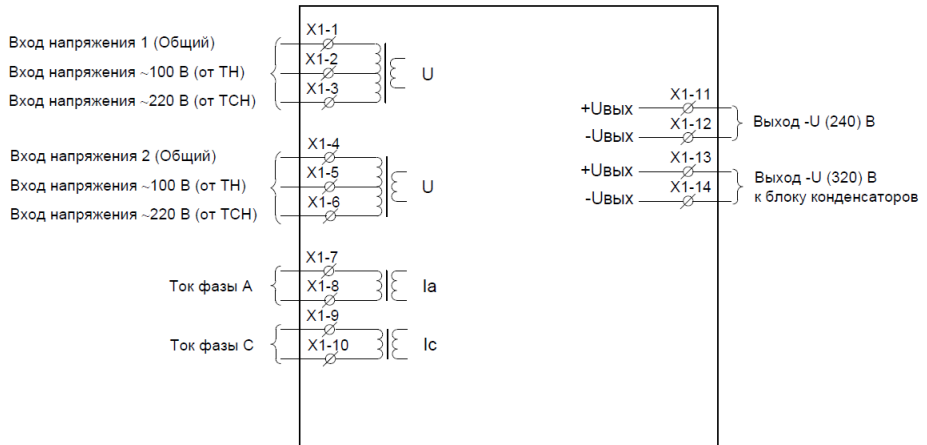 X1-1
Вход напряжения 1 (Общий)
X1-2
Вход напряжения ~100 В (от ТН)
U
X1-3
Вход напряжения ~220 В (от ТСН)
X1-4
Вход напряжения 2 (Общий)
X1-5
Вход напряжения ~100 В (от ТН)
U
X1-6
Вход напряжения ~220 В (от ТСН)
X1-7
Ток фазы А
X1-8
Ia
X1-9
Ток фазы С
X1-10
Ic
X1-11
+Uвых
X1-12
-Uвых
Выход -U (240) В
X1-13
+Uвых
X1-14
-Uвых
Выход -U (320) В
к блоку конденсаторов